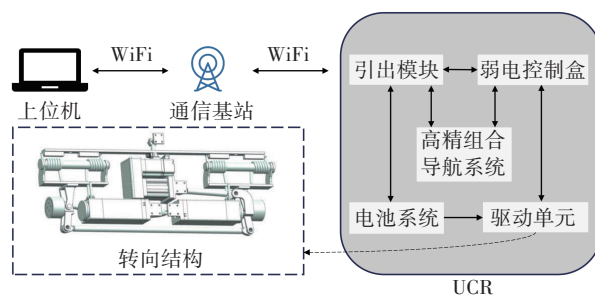 WiFi
WiFi
上位机
通信基站
引出模块
弱电控制盒
高精组合
导航系统
电池系统
驱动单元
转向结构
UCR